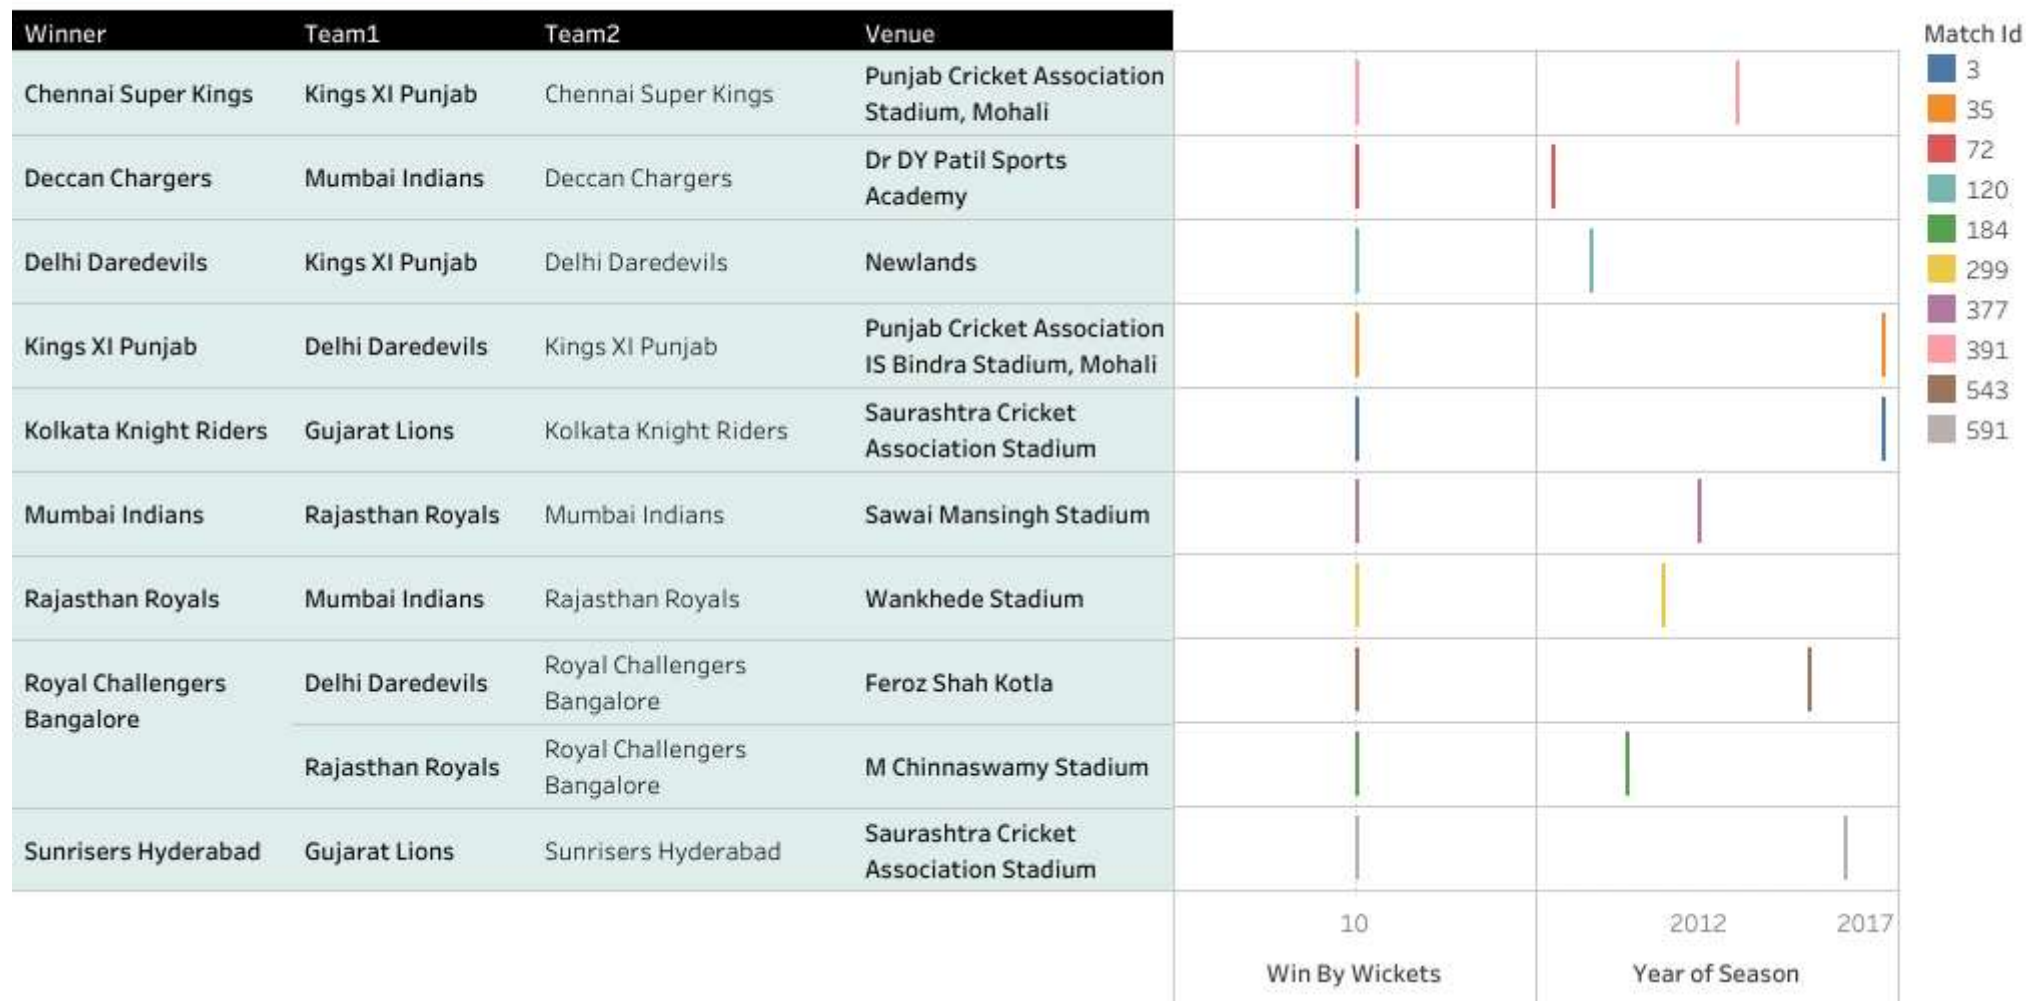 Winner Team1 Team2 Venue
Match Id
3
35
72
120
184
299
377
391
543
591
Chennai Super Kings Kings XI Punjab Chennai Super Kings Punjab Cricket Association
Stadium, Mohali
Deccan Chargers Mumbai Indians Deccan Chargers Dr DY Patil Sports
Academy
Delhi Daredevils Kings XI Punjab Delhi Daredevils Newlands
Kings XI Punjab Delhi Daredevils Kings XI Punjab Punjab Cricket Association
IS Bindra Stadium, Mohali
Kolkata Knight Riders Gujarat Lions Kolkata Knight Riders Saurashtra Cricket
Association Stadium
Mumbai Indians Rajasthan Royals Mumbai Indians Sawai Mansingh Stadium
Rajasthan Royals Mumbai Indians Rajasthan Royals Wankhede Stadium
Royal Challengers
Bangalore
Delhi Daredevils Royal Challengers
Bangalore
Feroz Shah Kotla
Rajasthan Royals Royal Challengers
Bangalore
M Chinnaswamy Stadium
Sunrisers Hyderabad Gujarat Lions Sunrisers Hyderabad Saurashtra Cricket
Association Stadium
10 2012 2017
Win By Wickets Year of Season